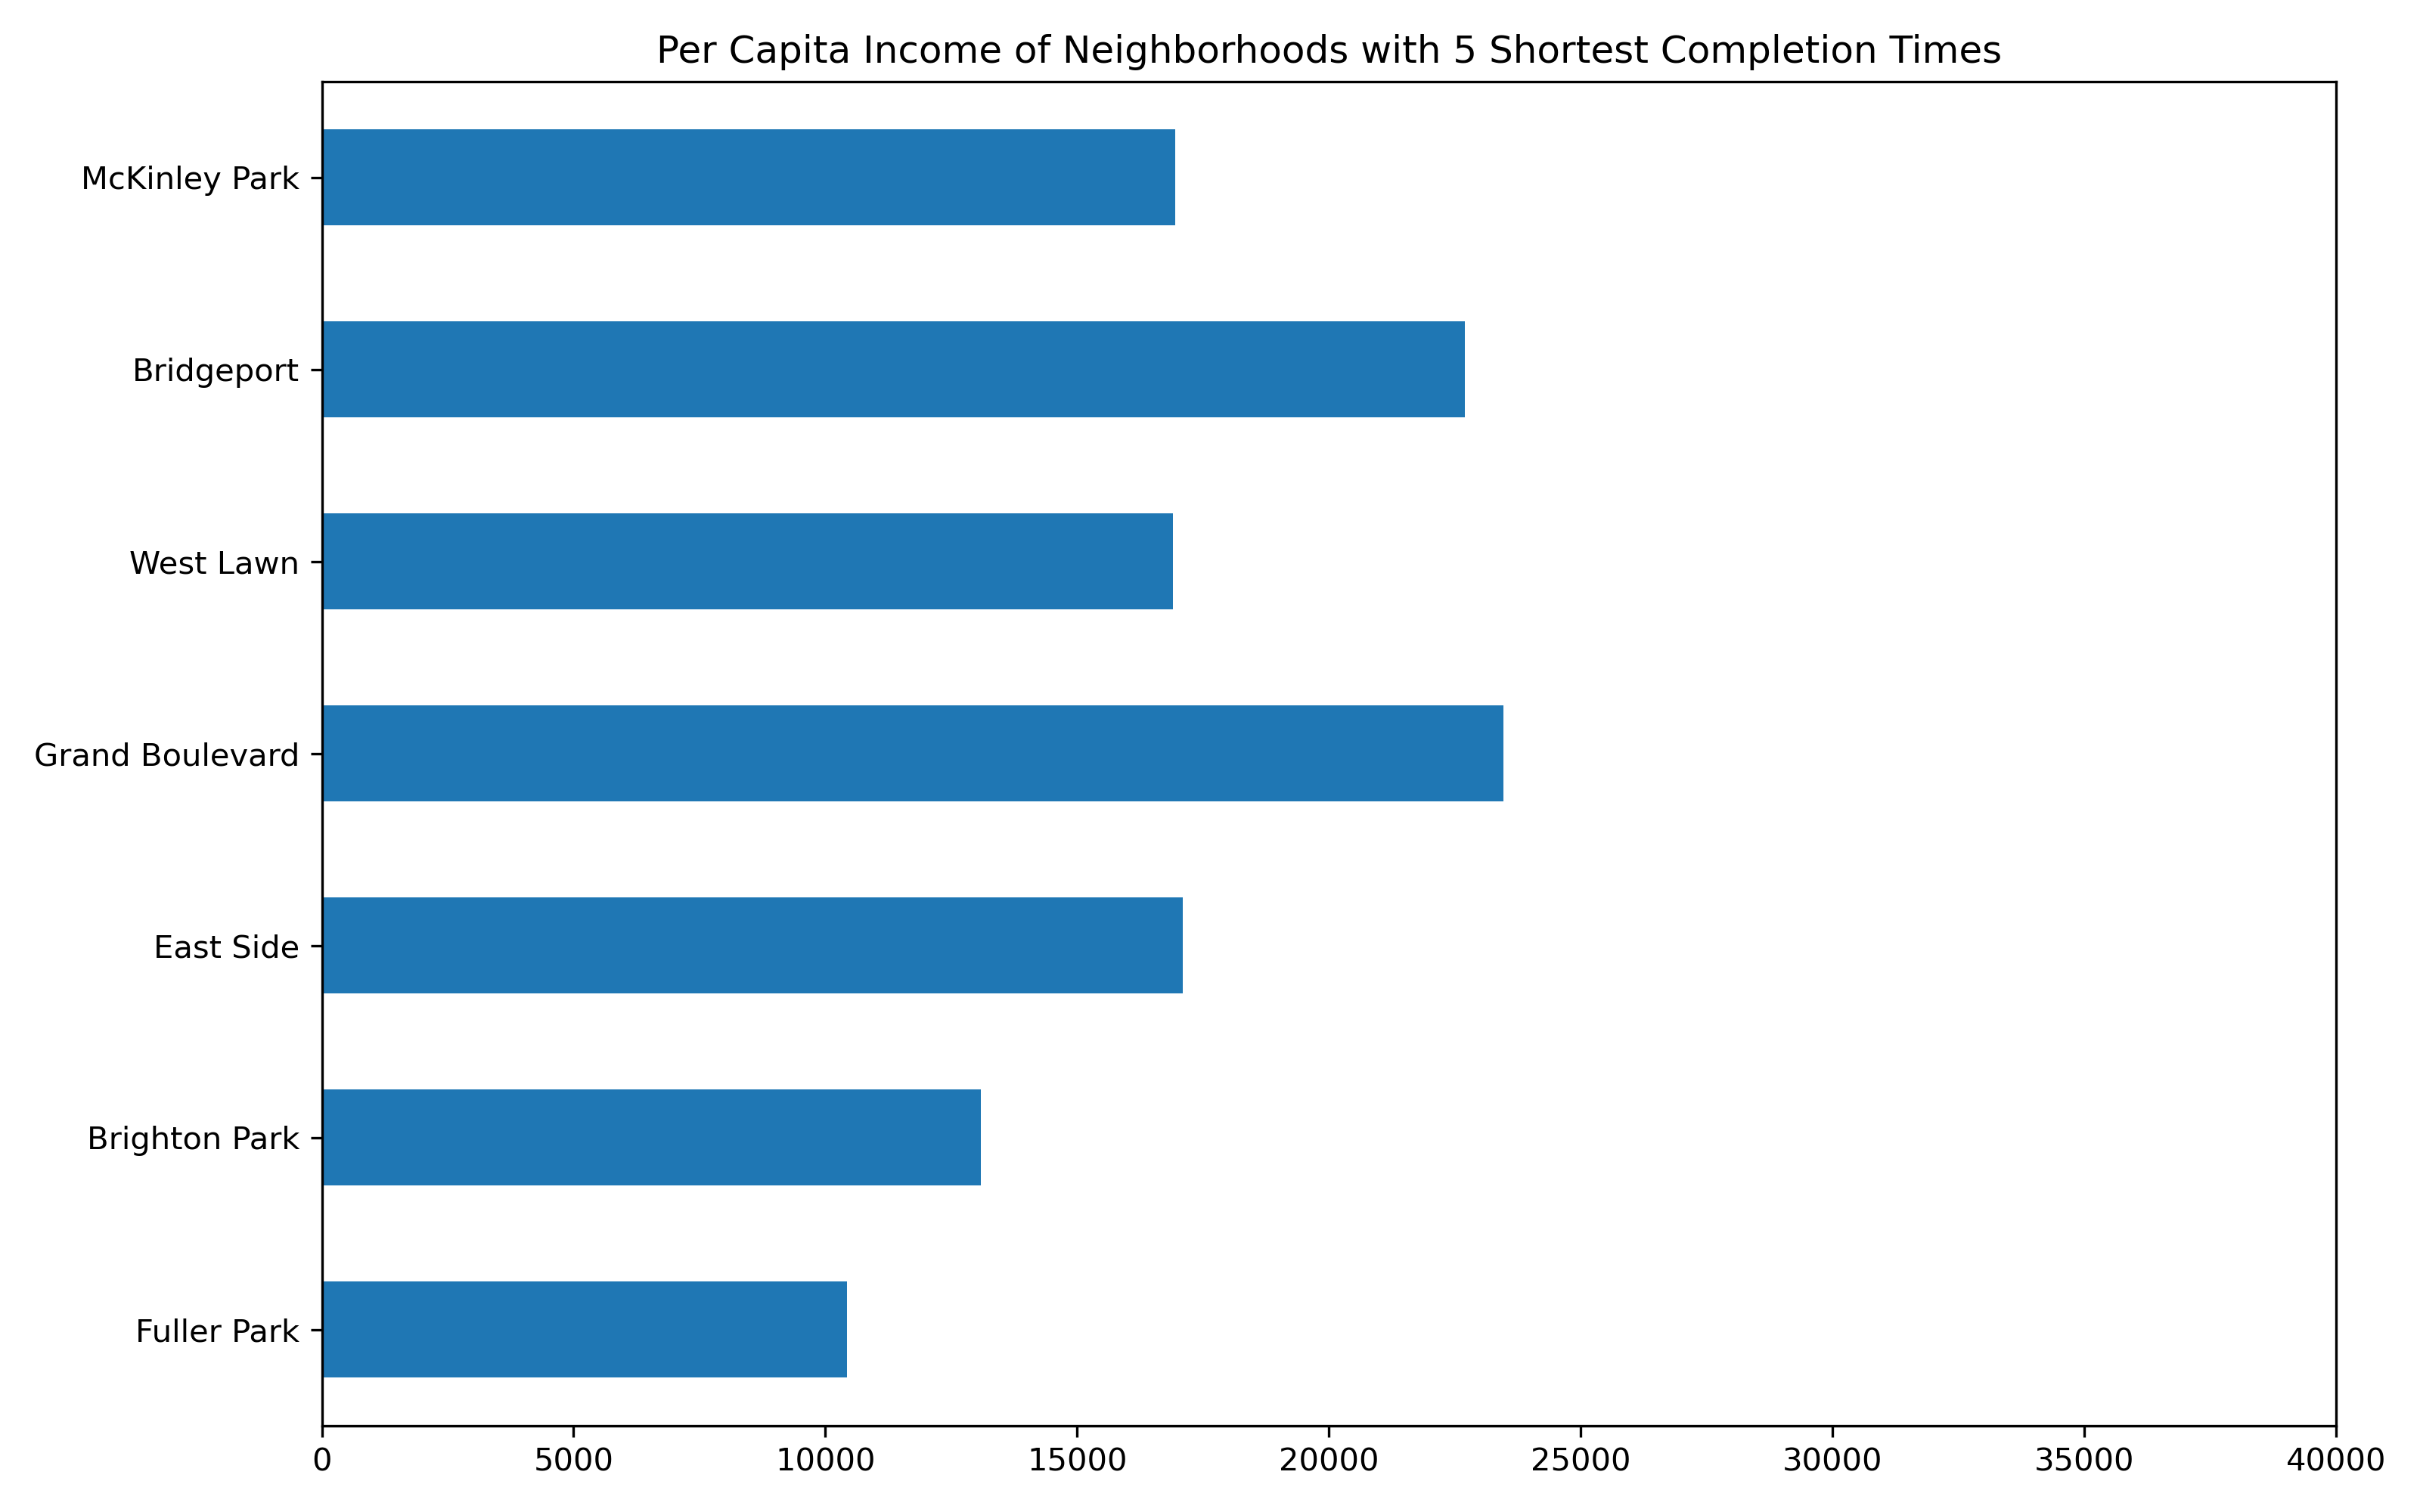 Per Capita Income of Neighborhoods with 5 Shortest Completion Times
McKinley Park
Bridgeport
West Lawn
Grand Boulevard
East Side
Brighton Park
Fuller Park
0 5000 10000 15000 20000 25000 30000 35000 40000